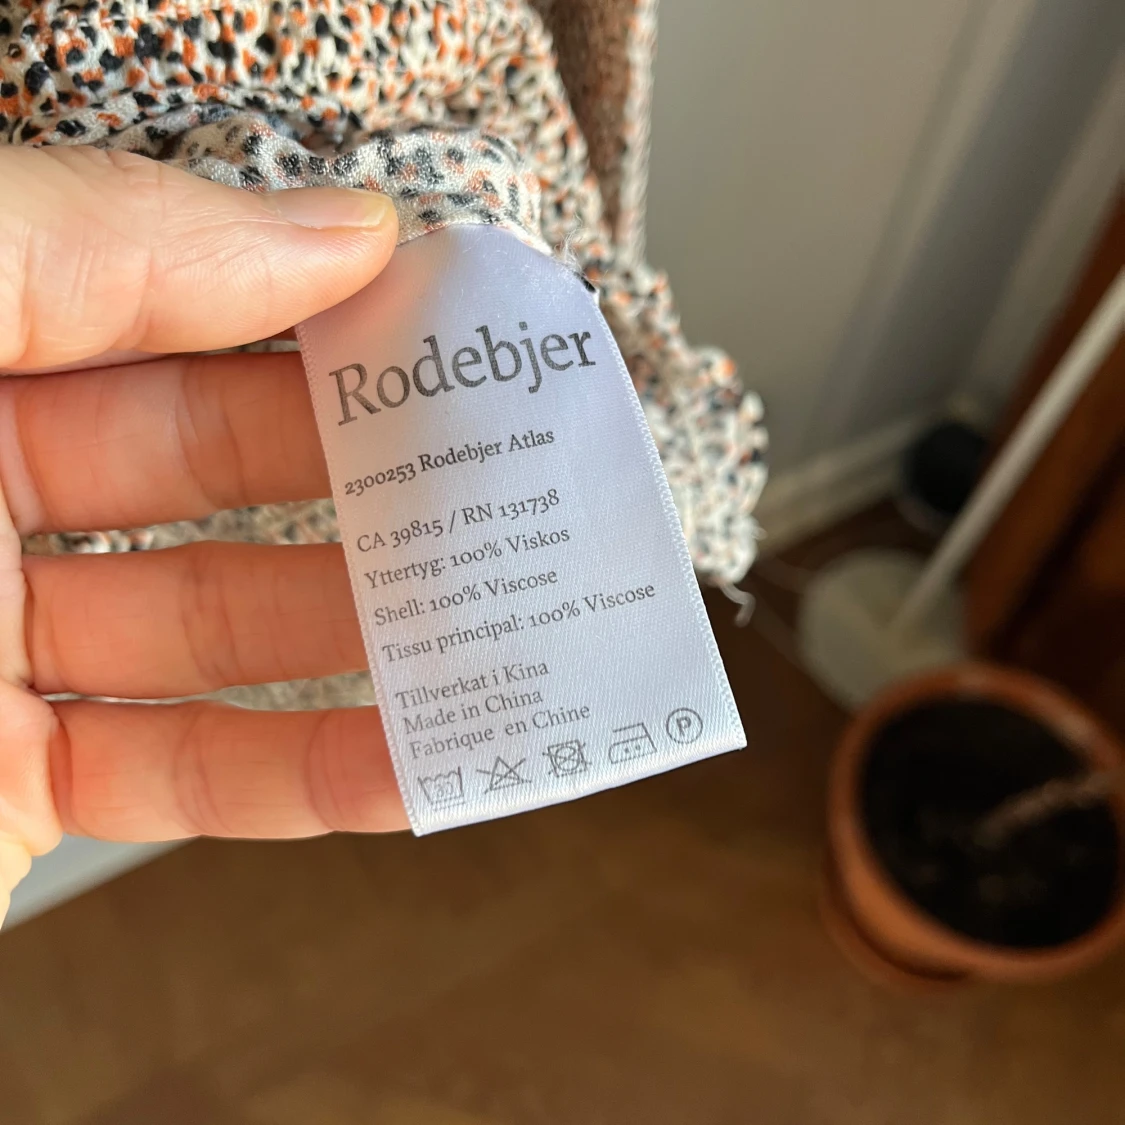 Rodebjer
2300253 Rodebjer Atlas
CA 39815 / RN 131738
Yttertyg: 100% Viskos
Shell: 100% Viscose
Tissu principal: 100% Viscose
Tillverkat i Kina
Made in China
Fabrique en Chine
30 P